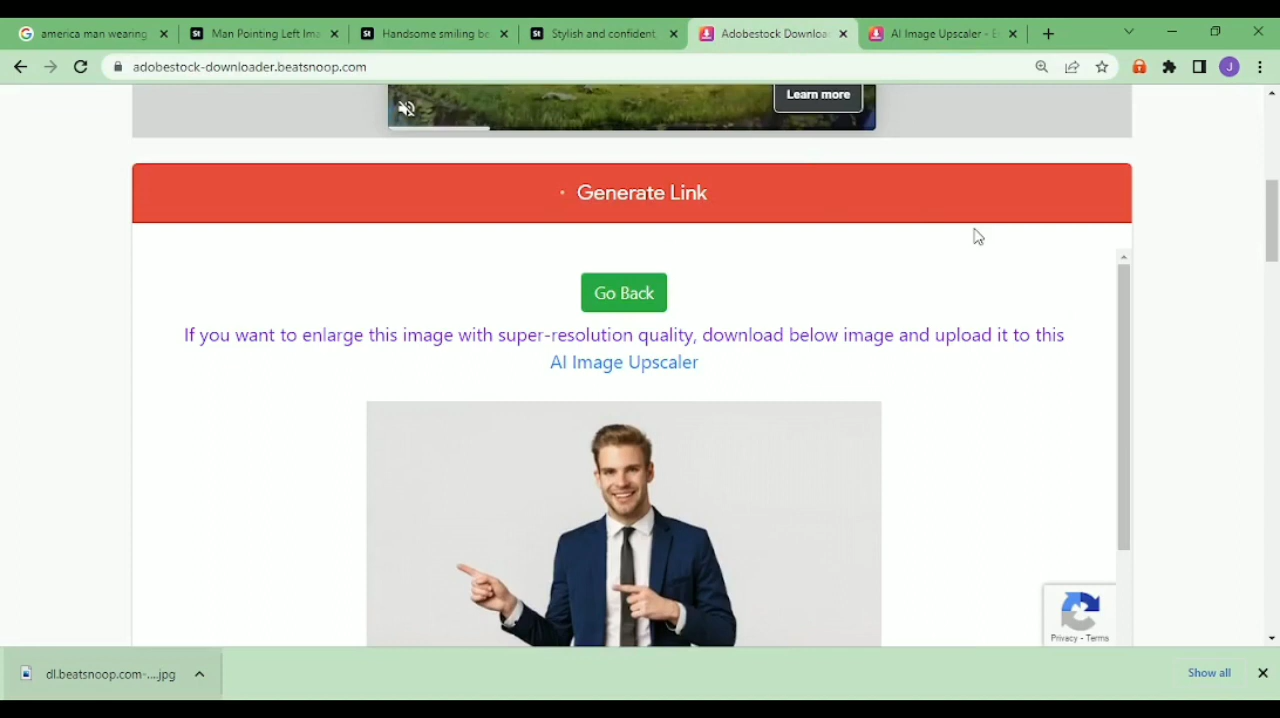 america man wearing
Man Pointing Left Ima
Handsome smiling be
Stylish and confident
Adobestock Downloa
AI Image Upscaler - E
adobestock-downloader.beatsnoop.com
J
Learn more
Generate Link
Go Back
If you want to enlarge this image with super-resolution quality, download below image and upload it to this
AI Image Upscaler
Privacy - Terms
dl.beatsnoop.com-....jpg
Show all